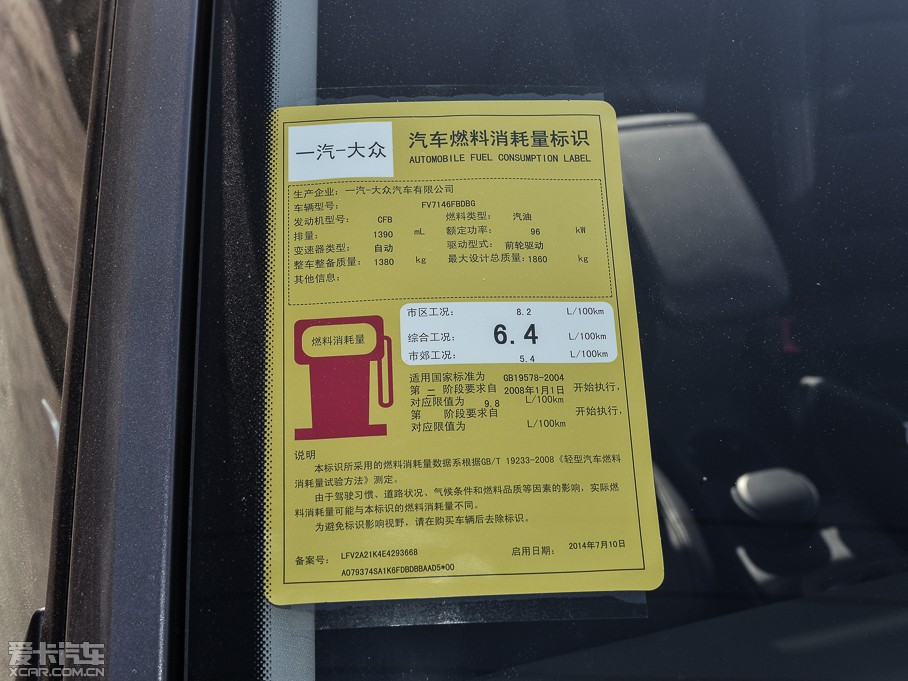 一汽-大众
汽车燃料消耗量标识
AUTOMOBILE FUEL CONSUMPTION LABEL
生产企业: 一汽-大众汽车有限公司
车辆型号: FV7146FBDBG
发动机型号: CFB 燃料类型: 汽油
排量: 1390 mL 额定功率: 96 kW
变速器类型: 自动 驱动型式: 前轮驱动
整车整备质量: 1380 kg 最大设计总质量: 1860 kg
其他信息:
市区工况: 8.2 L/100km
燃料消耗量
综合工况: 6.4 L/100km
市郊工况: 5.4 L/100km
适用国家标准为 GB19578-2004
第 二 阶段要求自 2008年1月1日 开始执行,
对应限值为 9.8 L/100km
第 阶段要求自 开始执行,
对应限值为 L/100km
说明
本标识所采用的燃料消耗量数据系根据GB/T 19233-2008《轻型汽车燃料
消耗量试验方法》测定。
由于驾驶习惯、道路状况、气候条件和燃料品质等因素的影响, 实际燃
料消耗量可能与本标识的燃料消耗量不同。
为避免标识影响视野, 请在购买车辆后去除标识。
备案号: LFV2A21K4E4293668 启用日期: 2014年7月10日
A079374SA1K6FDBDBBAAD5*00
爱卡汽车
XCAR.COM.CN